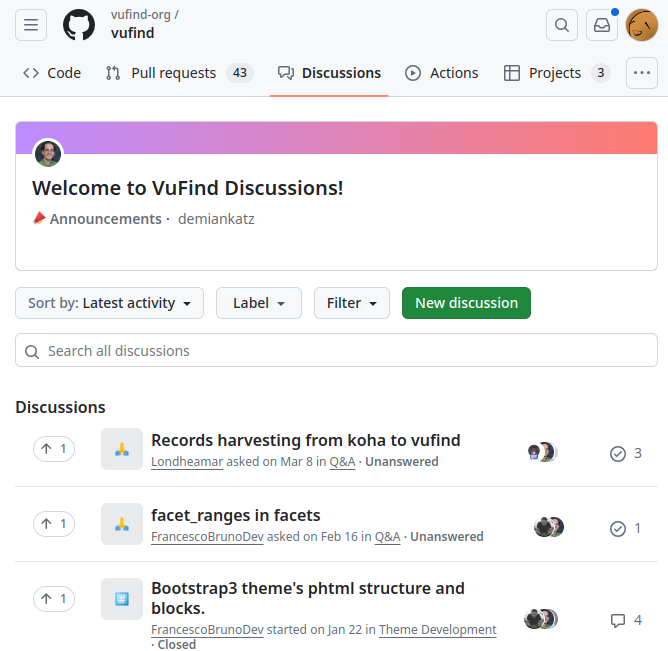 vufind-org /
vufind
Code
Pull requests 43
Discussions
Actions
Projects 3
Welcome to VuFind Discussions!
Announcements · demiankatz
Sort by: Latest activity
Label
Filter
New discussion
Search all discussions
Discussions
1
Records harvesting from koha to vufind
Londheamar asked on Mar 8 in Q&A · Unanswered
3
1
facet_ranges in facets
FrancescoBrunoDev asked on Feb 16 in Q&A · Unanswered
1
1
Bootstrap3 theme's phtml structure and
blocks.
FrancescoBrunoDev started on Jan 22 in Theme Development
· Closed
4